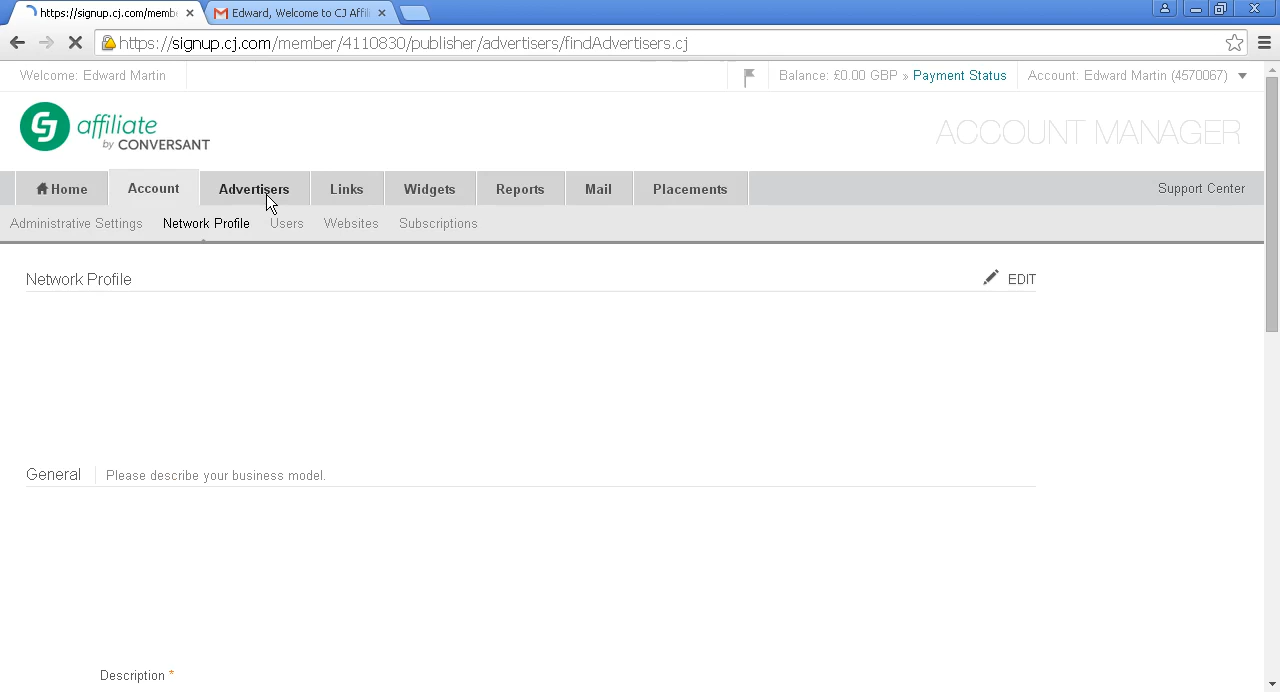 https://signup.cj.com/memb
Edward, Welcome to CJ Affil
https://signup.cj.com/member/4110830/publisher/advertisers/findAdvertisers.cj
Welcome: Edward Martin
Balance: £0.00 GBP » Payment Status
Account: Edward Martin (4570067)
affiliate
by CONVERSANT
ACCOUNT MANAGER
Home Account Advertisers Links Widgets Reports Mail Placements Support Center
Administrative Settings Network Profile Users Websites Subscriptions
Network Profile
EDIT
General Please describe your business model.
Description *